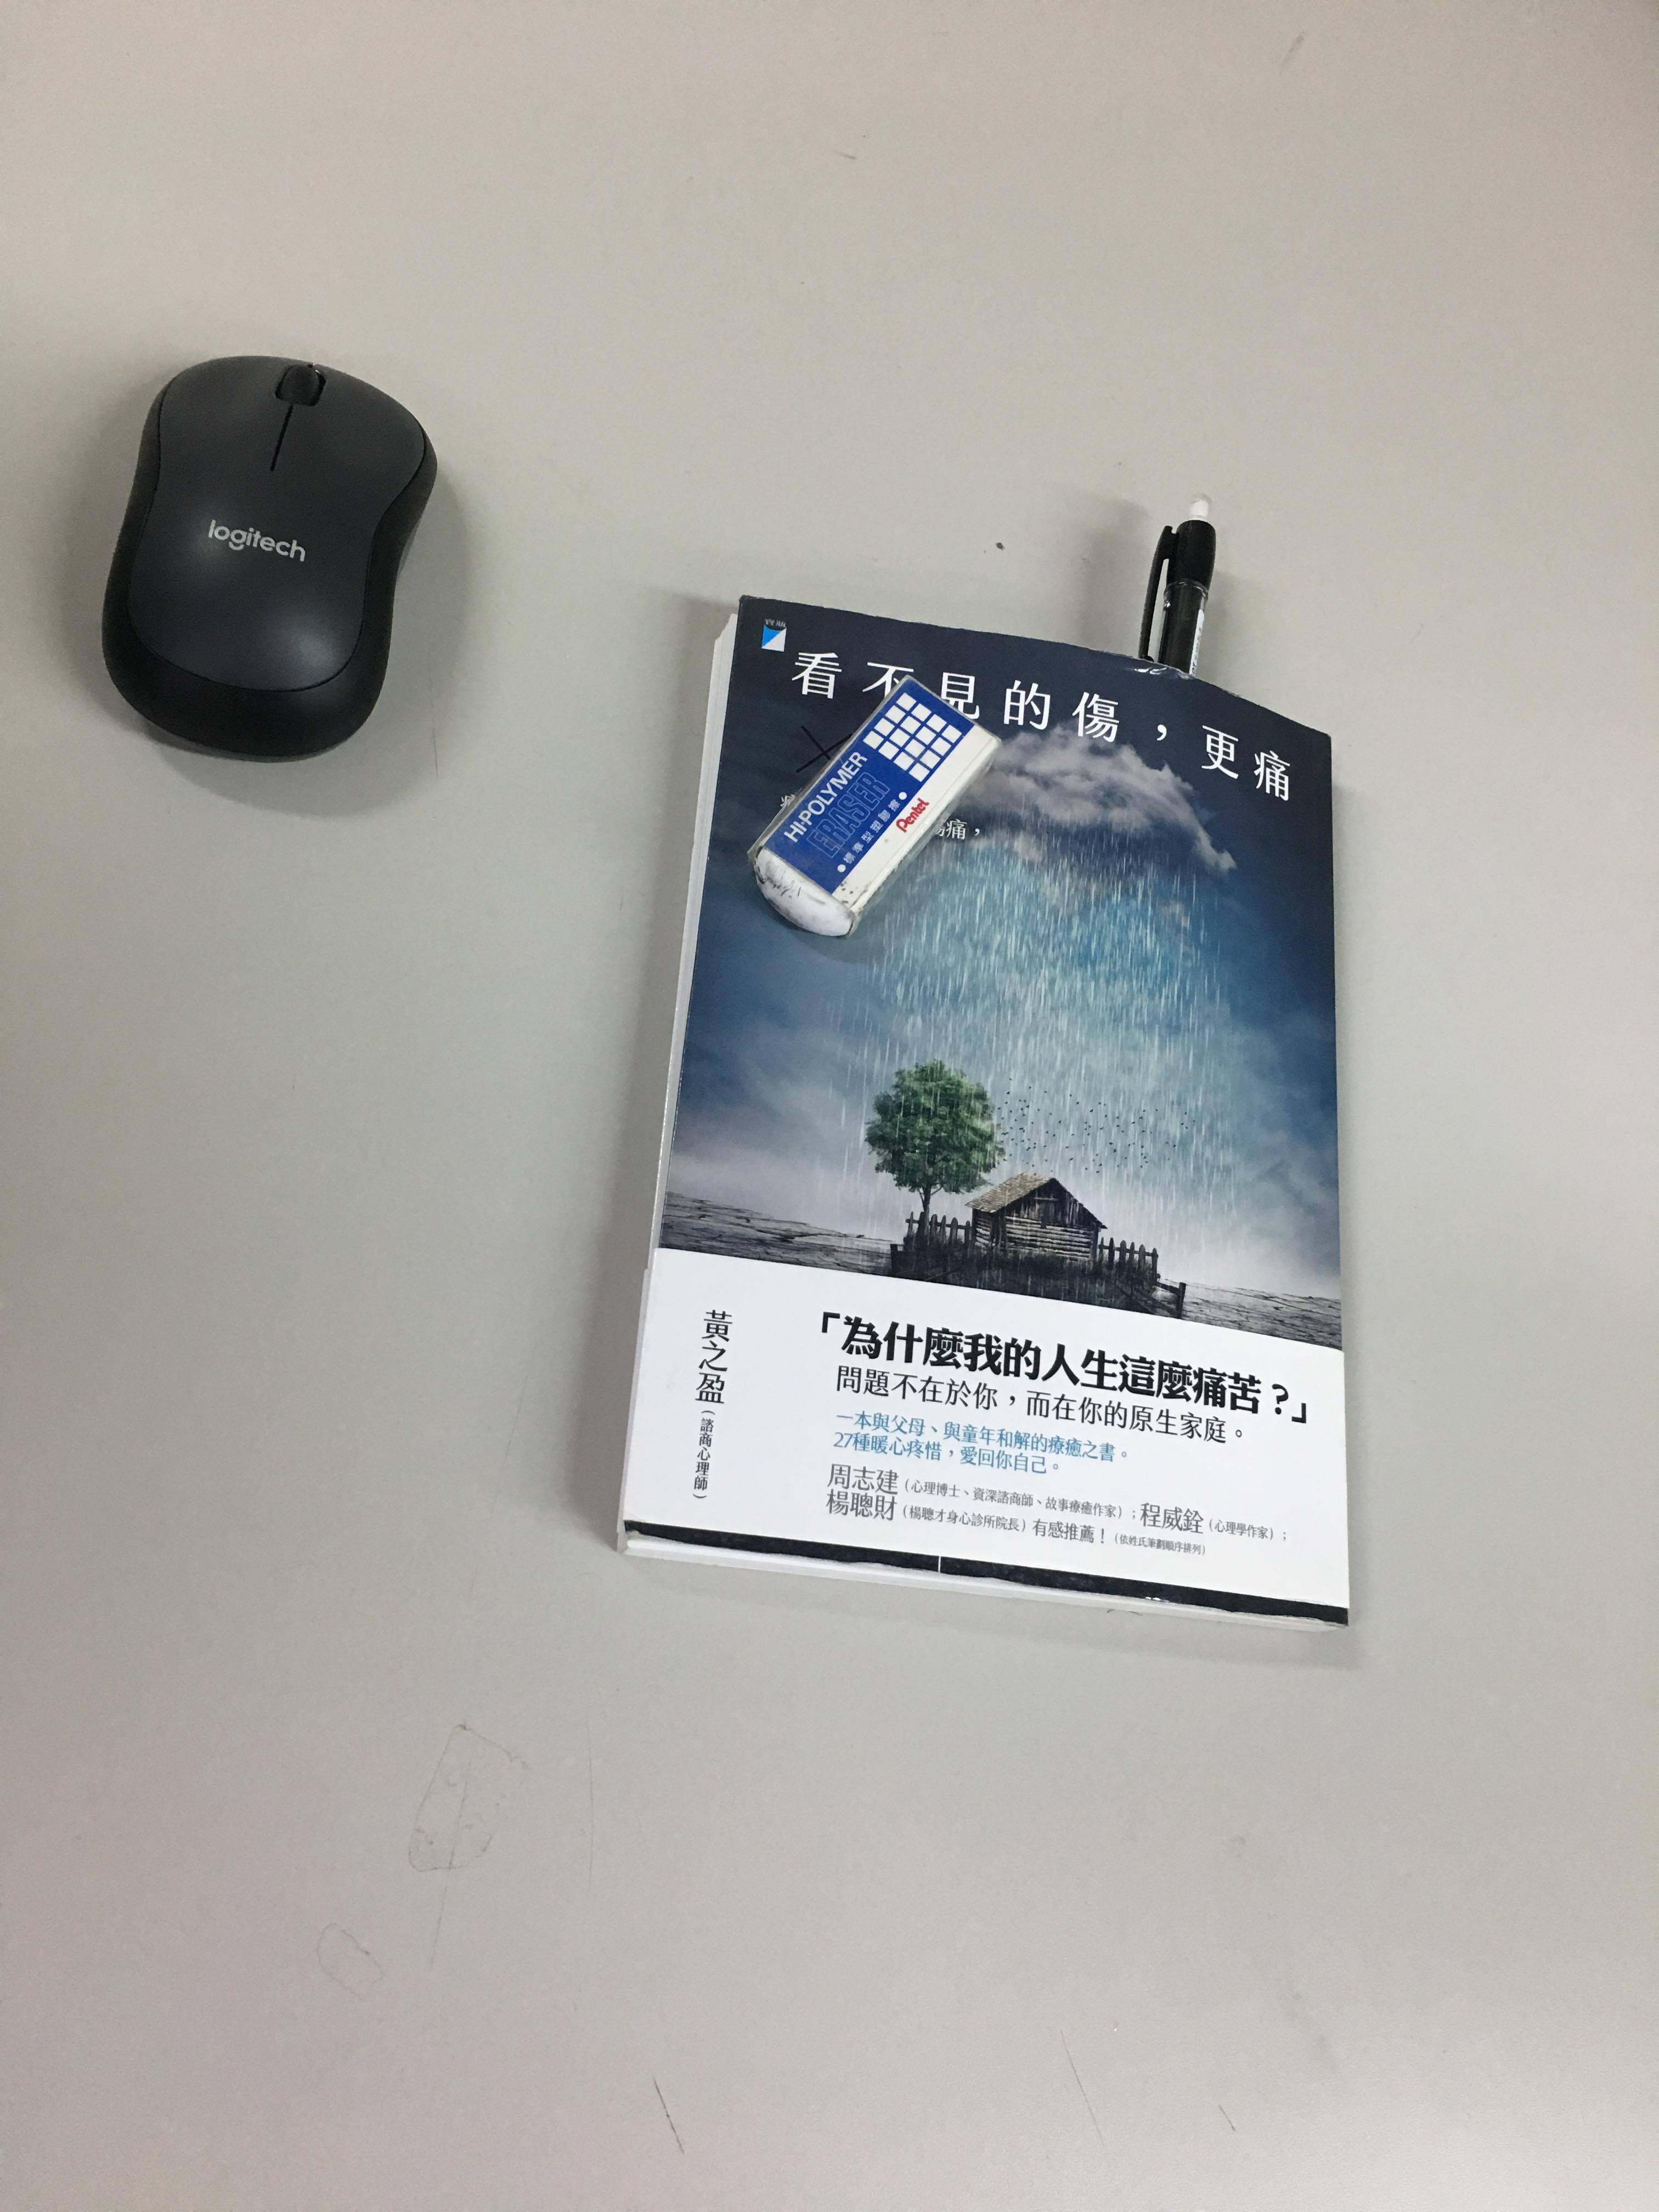 logitech
寶瓶
看不見的傷，更痛
HI-POLYMER
ERASER
標準型塑膠擦
Pentel
傷痛，
「為什麼我的人生這麼痛苦？」
問題不在於你，而在你的原生家庭。
一本與父母、與童年和解的療癒之書。
27種暖心疼惜，愛回你自己。
周志建（心理博士、資深諮商師、故事療癒作家）；程威銓（心理學作家）；
楊聰財（楊聰才身心診所院長）有感推薦！（依姓氏筆劃順序排列）
黃之盈（諮商心理師）